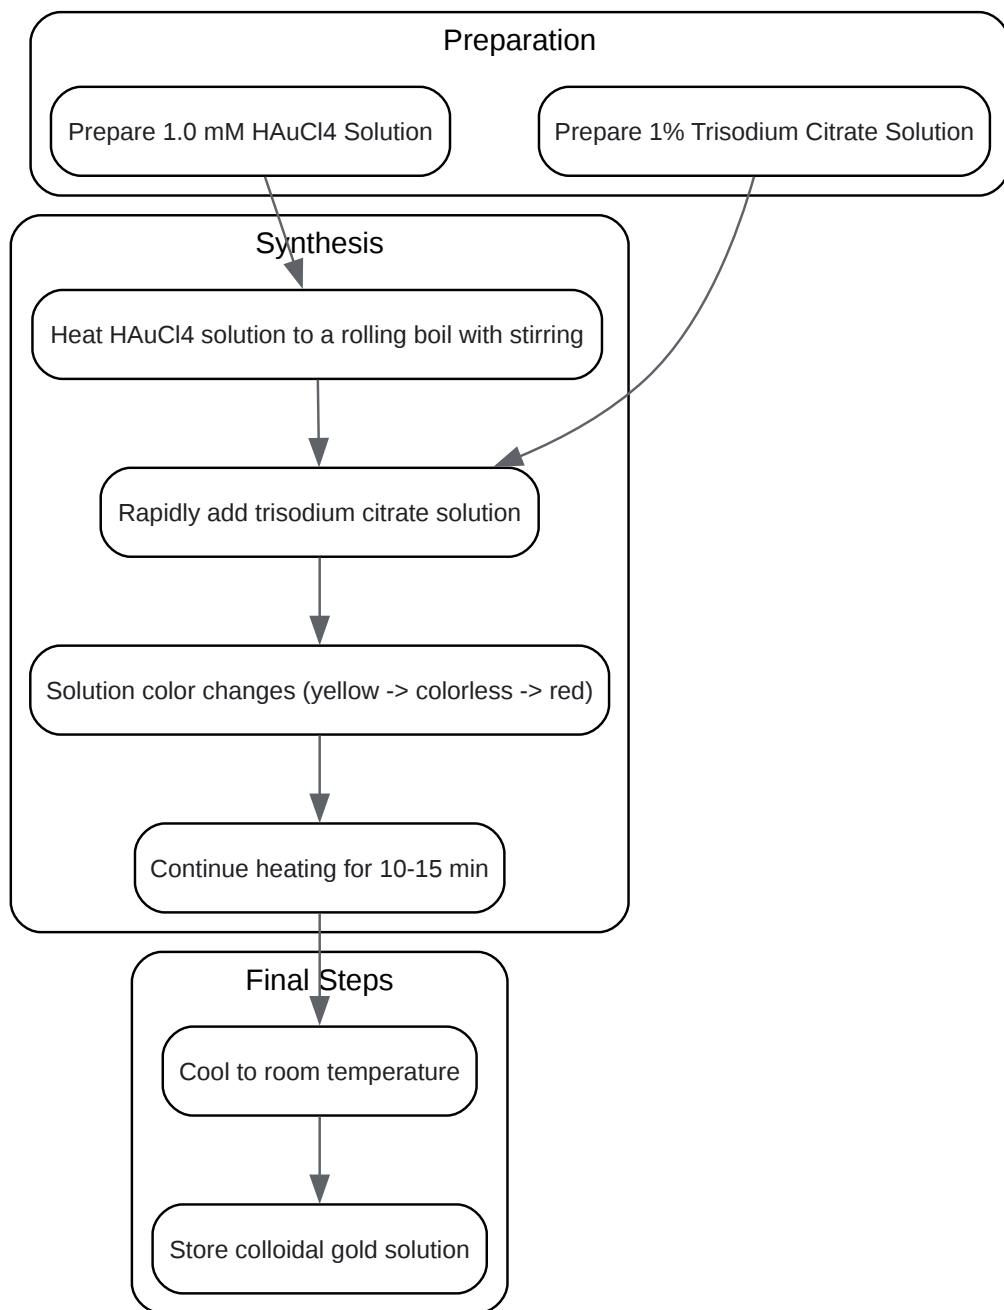 Preparation
Prepare 1.0 mM HAuCl4 Solution
Prepare 1% Trisodium Citrate Solution
Synthesis
Heat HAuCl4 solution to a rolling boil with stirring
Rapidly add trisodium citrate solution
Solution color changes (yellow -> colorless -> red)
Continue heating for 10-15 min
Final Steps
Cool to room temperature
Store colloidal gold solution